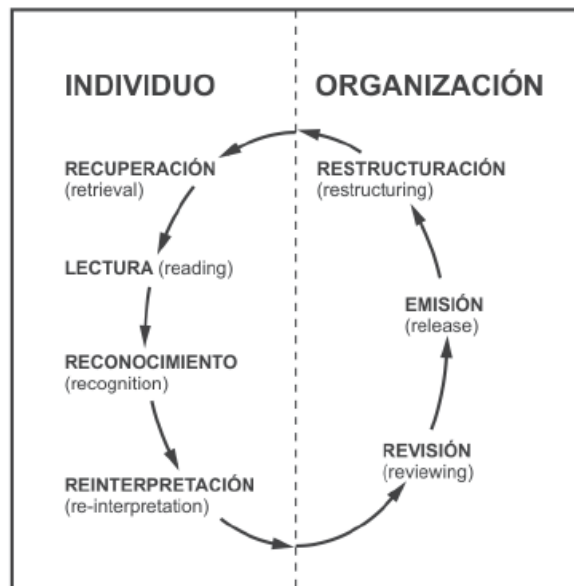 INDIVIDUO
ORGANIZACIÓN
RECUPERACIÓN
(retrieval)
LECTURA (reading)
RECONOCIMIENTO
(recognition)
REINTERPRETACIÓN
(re-interpretation)
RESTRUCTURACIÓN
(restructuring)
EMISIÓN
(release)
REVISIÓN
(reviewing)